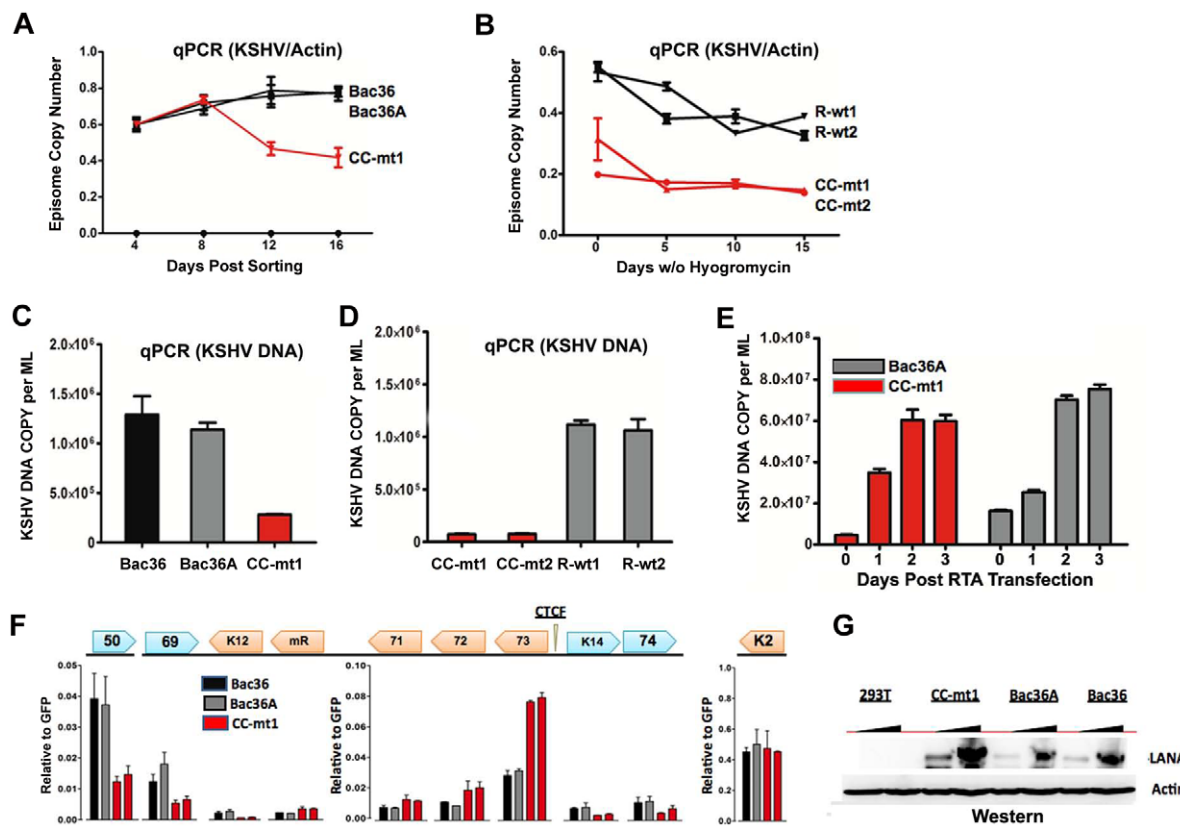 A
qPCR (KSHV/Actin)
Episome Copy Number
1.0
0.8
0.6
0.4
0.2
0.0
4 8 12 16
Days Post Sorting
Bac36
Bac36A
CC-mt1
B
qPCR (KSHV/Actin)
Episome Copy Number
0.6
0.4
0.2
0.0
0 5 10 15
Days w/o Hyogromycin
R-wt1
R-wt2
CC-mt1
CC-mt2
C
qPCR (KSHV DNA)
KSHV DNA COPY per ML
2.0×10⁶
1.5×10⁶
1.0×10⁶
5.0×10⁵
0
Bac36 Bac36A CC-mt1
D
qPCR (KSHV DNA)
KSHV DNA COPY per ML
2.0×10⁶
1.5×10⁶
1.0×10⁶
5.0×10⁵
0
CC-mt1 CC-mt2 R-wt1 R-wt2
E
KSHV DNA COPY per ML
1.0×10⁸
8.0×10⁷
6.0×10⁷
4.0×10⁷
2.0×10⁷
0
Bac36A
CC-mt1
0 1 2 3 0 1 2 3
Days Post RTA Transfection
F
CTCF
50 69 K12 mR 71 72 73 K14 74 K2
Relative to GFP
0.05
0.04
0.03
0.02
0.01
0.00
Bac36
Bac36A
CC-mt1
Relative to GFP
0.10
0.08
0.06
0.04
0.02
0.00
Relative to GFP
1.0
0.8
0.6
0.4
0.2
0.0
G
293T CC-mt1 Bac36A Bac36
LANA
Actin
Western